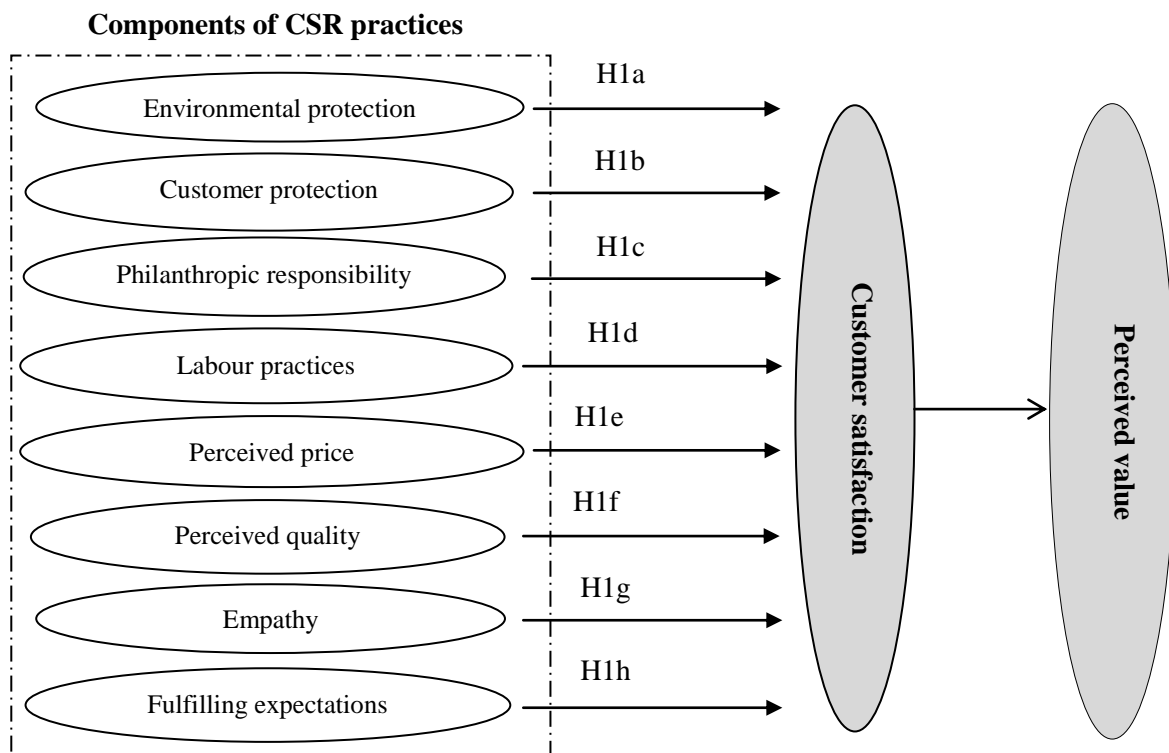 Components of CSR practices
H1a
Environmental protection
H1b
Customer protection
H1c
Philanthropic responsibility
H1d
Labour practices
H1e
Perceived price
H1f
Perceived quality
H1g
Empathy
H1h
Fulfilling expectations
Customer satisfaction
Perceived value